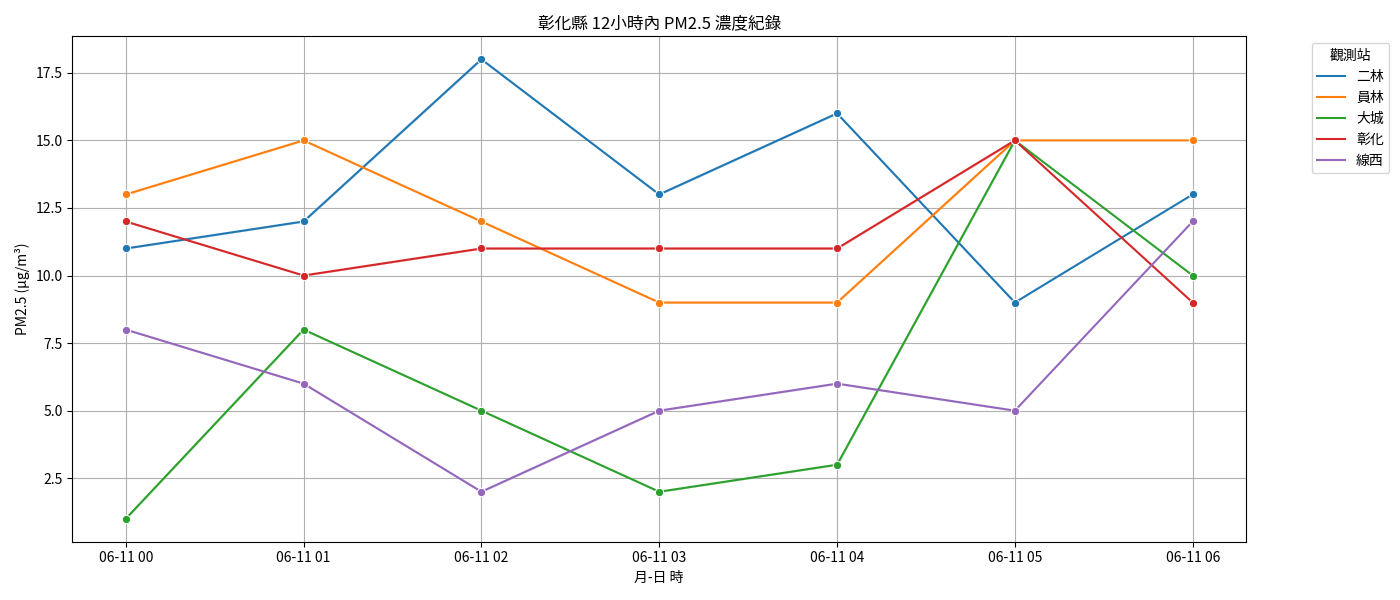 彰化縣 12小時內 PM2.5 濃度紀錄
PM2.5 (μg/m³)
17.5
15.0
12.5
10.0
7.5
5.0
2.5
06-11 00
06-11 01
06-11 02
06-11 03
06-11 04
06-11 05
06-11 06
月-日 時
觀測站
二林
員林
大城
彰化
線西